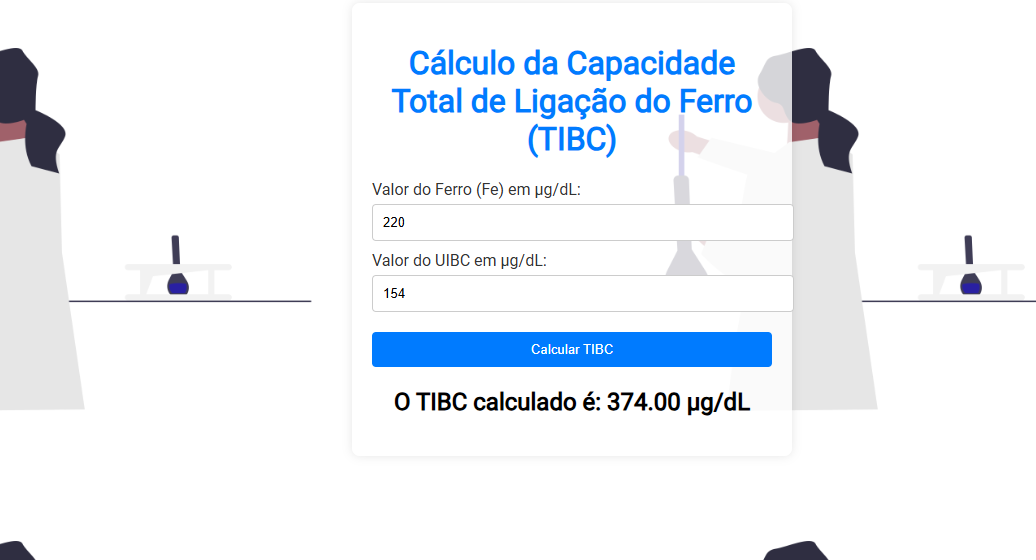 Cálculo da Capacidade
Total de Ligação do Ferro
(TIBC)
Valor do Ferro (Fe) em µg/dL:
220
Valor do UIBC em µg/dL:
154
Calcular TIBC
O TIBC calculado é: 374.00 µg/dL